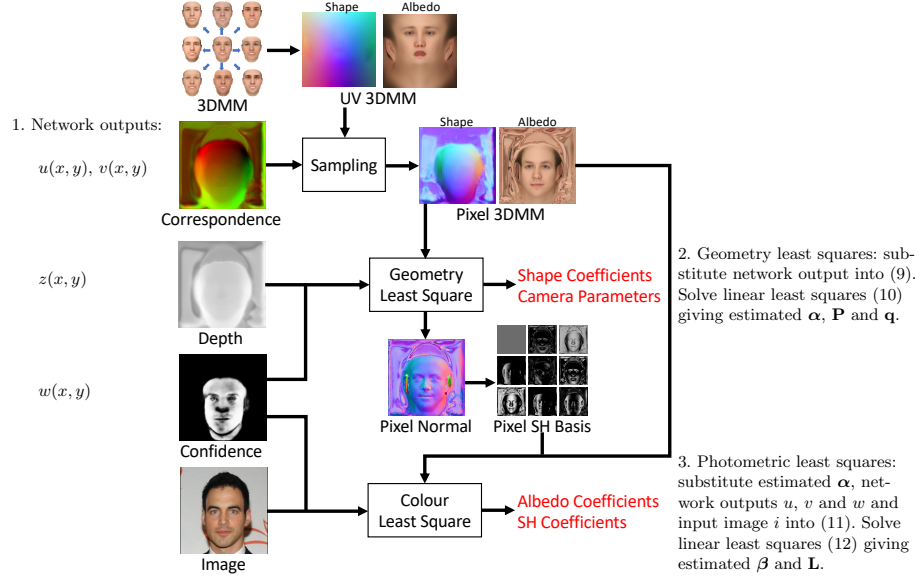 Shape
Albedo
3DMM
UV 3DMM
1. Network outputs:
u(x, y), v(x, y)
Correspondence
Sampling
Shape
Albedo
Pixel 3DMM
z(x, y)
Depth
Geometry
Least Square
Shape Coefficients
Camera Parameters
2. Geometry least squares: sub-
stitute network output into (9).
Solve linear least squares (10)
giving estimated α, P and q.
w(x, y)
Confidence
Pixel Normal
Pixel SH Basis
Image
Colour
Least Square
Albedo Coefficients
SH Coefficients
3. Photometric least squares:
substitute estimated α, net-
work outputs u, v and w and
input image i into (11). Solve
linear least squares (12) giving
estimated β and L.